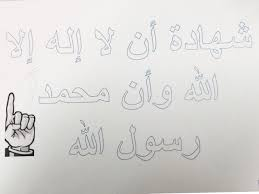 شهادة أن لا إله إلا
الله وأن محمد
رسول الله